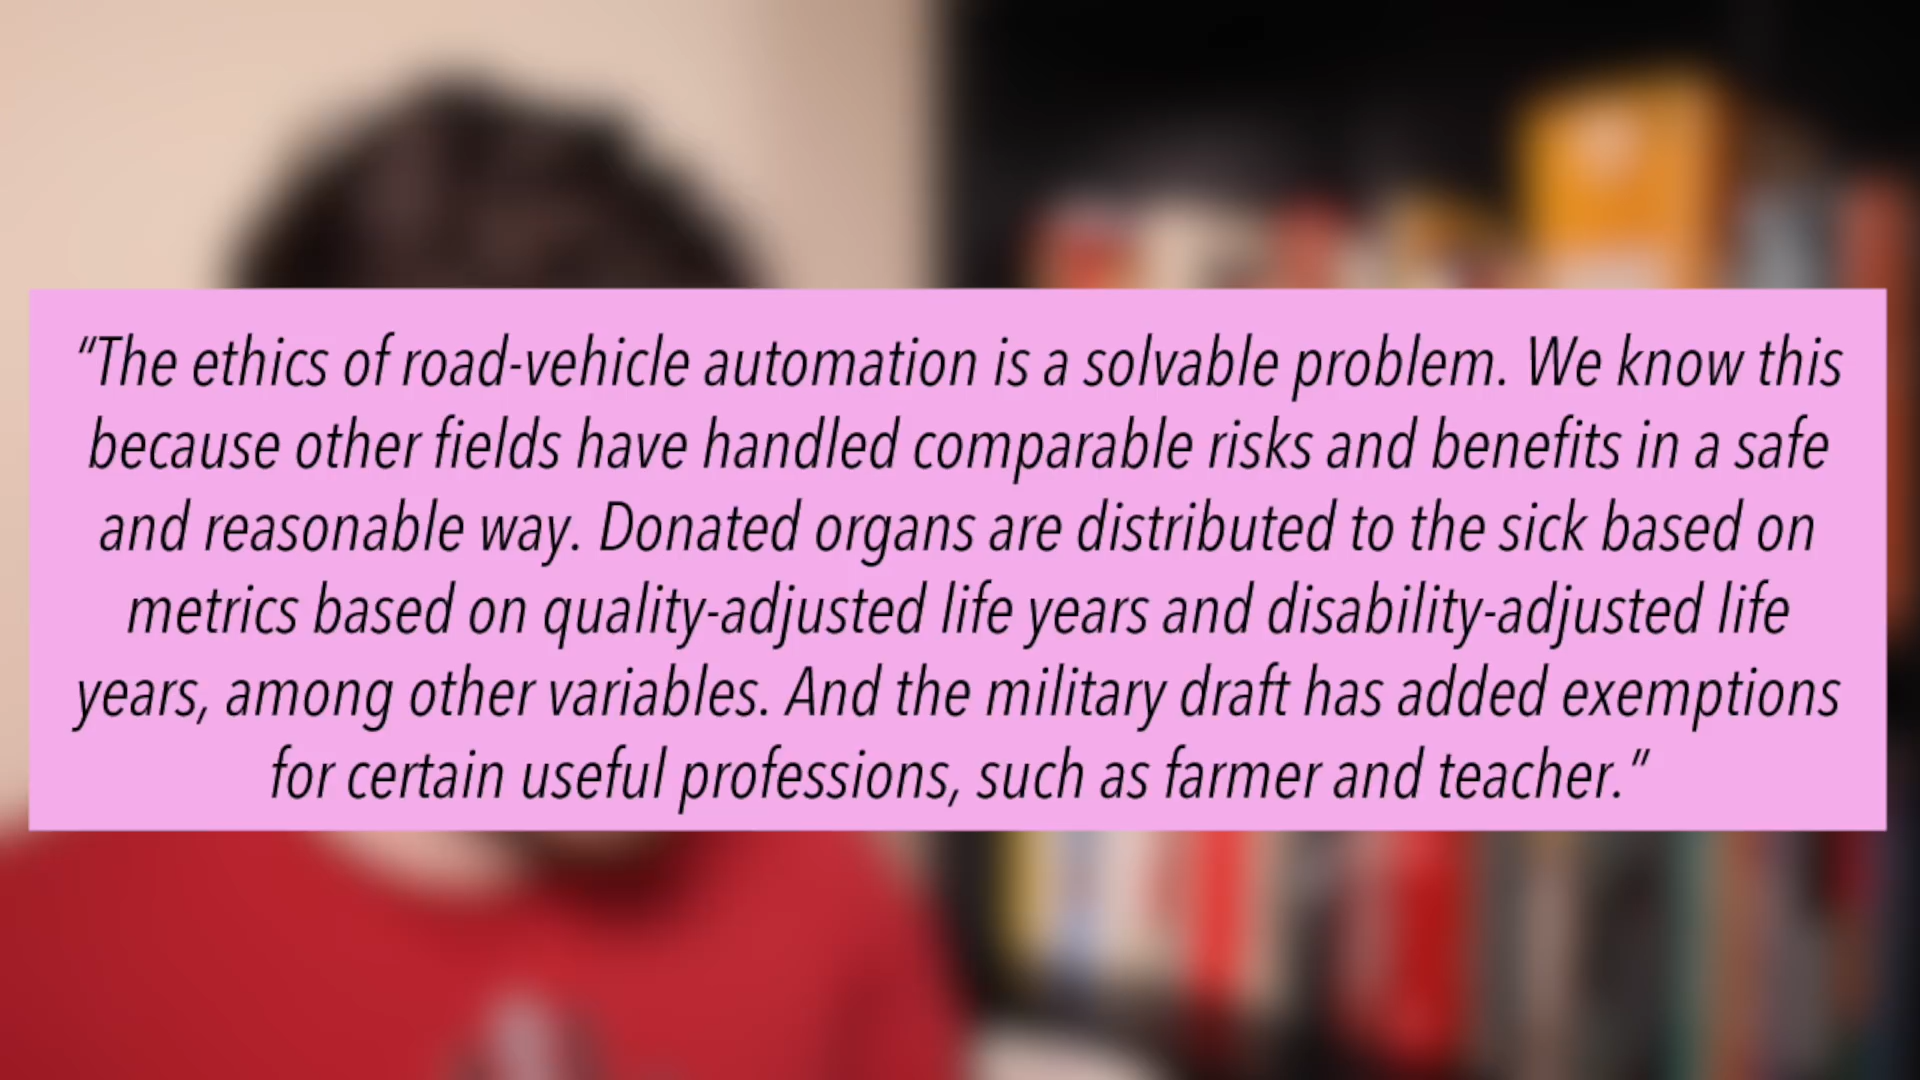 “The ethics of road-vehicle automation is a solvable problem. We know this
because other fields have handled comparable risks and benefits in a safe
and reasonable way. Donated organs are distributed to the sick based on
metrics based on quality-adjusted life years and disability-adjusted life
years, among other variables. And the military draft has added exemptions
for certain useful professions, such as farmer and teacher.”